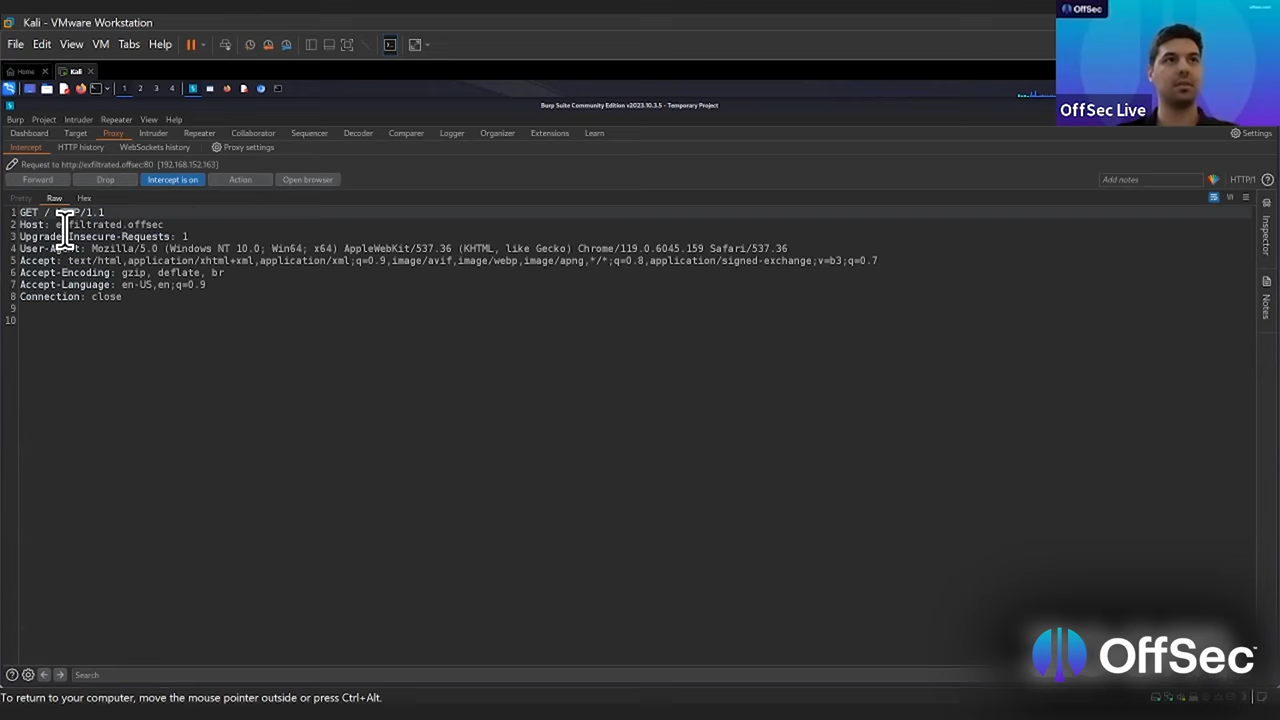 Kali - VMware Workstation
File Edit View VM Tabs Help
Home Kali
1 2 3 4
Burp Suite Community Edition v2023.10.3.5 - Temporary Project
Burp Project Intruder Repeater View Help
Dashboard Target Proxy Intruder Repeater Collaborator Sequencer Decoder Comparer Logger Organizer Extensions Learn Settings
Intercept HTTP history WebSockets history Proxy settings
Request to http://exfiltrated.offsec:80 [192.168.152.163]
Forward Drop Intercept is on Action Open browser Add notes HTTP/1
Pretty Raw Hex
1 GET / HTTP/1.1
2 Host: exfiltrated.offsec
3 Upgrade-Insecure-Requests: 1
4 User-Agent: Mozilla/5.0 (Windows NT 10.0; Win64; x64) AppleWebKit/537.36 (KHTML, like Gecko) Chrome/119.0.6045.159 Safari/537.36
5 Accept: text/html,application/xhtml+xml,application/xml;q=0.9,image/avif,image/webp,image/apng,*/*;q=0.8,application/signed-exchange;v=b3;q=0.7
6 Accept-Encoding: gzip, deflate, br
7 Accept-Language: en-US,en;q=0.9
8 Connection: close
9
10
Inspector
Notes
Search
To return to your computer, move the mouse pointer outside or press Ctrl+Alt.
OffSec
OffSec Live
OffSec